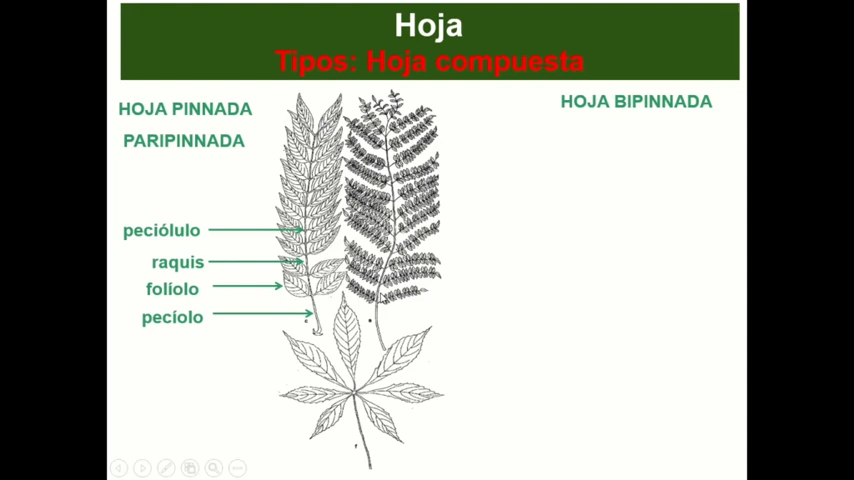 Hoja
Tipos: Hoja compuesta
HOJA PINNADA
PARIPINNADA
HOJA BIPINNADA
peciólulo
raquis
folíolo
pecíolo